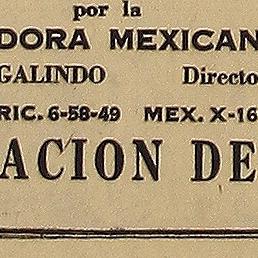 por la
DORA MEXICAN
GALINDO Directo
RIC. 6-58-49 MEX. X-16
ACION DE